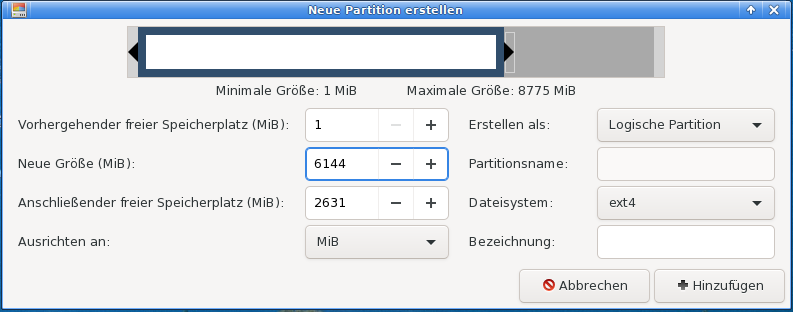 Neue Partition erstellen
Minimale Größe: 1 MiB Maximale Größe: 8775 MiB
Vorhergehender freier Speicherplatz (MiB): 1 Erstellen als: Logische Partition
Neue Größe (MiB): 6144 Partitionsname:
Anschließender freier Speicherplatz (MiB): 2631 Dateisystem: ext4
Ausrichten an: MiB Bezeichnung:
Abbrechen Hinzufügen